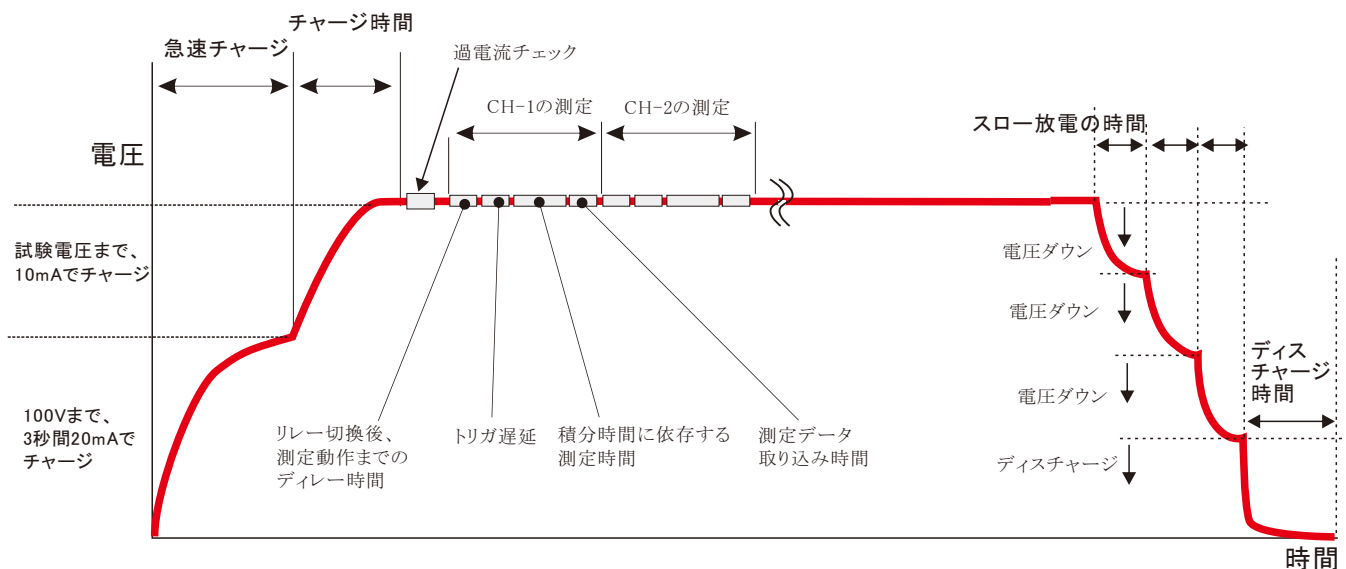 チャージ時間
急速チャージ
過電流チェック
CH-1の測定
CH-2の測定
スロー放電の時間
電圧
試験電圧まで、
10mAでチャージ
電圧ダウン
電圧ダウン
電圧ダウン
ディス
チャージ
時間
100Vまで、
3秒間20mAで
チャージ
リレー切換後、
測定動作までの
ディレー時間
トリガ遅延
積分時間に依存する
測定時間
測定データ
取り込み時間
ディスチャージ
時間